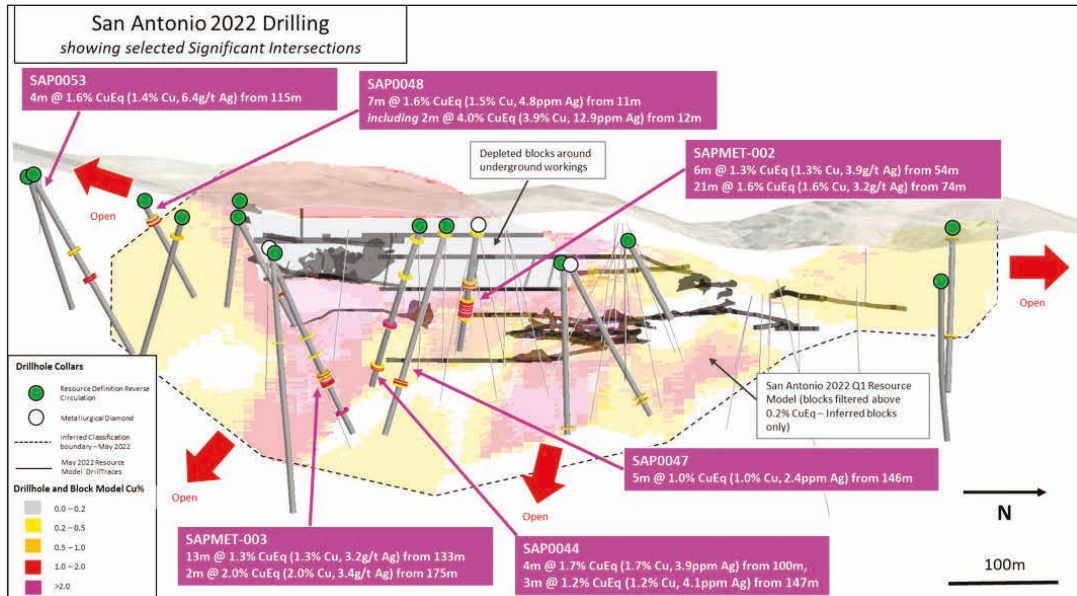 San Antonio 2022 Drilling
showing selected Significant Intersections
SAP0053
4m @ 1.6% CuEq (1.4% Cu, 6.4g/t Ag) from 115m
SAP0048
7m @ 1.6% CuEq (1.5% Cu, 4.8ppm Ag) from 11m
including 2m @ 4.0% CuEq (3.9% Cu, 12.9ppm Ag) from 12m
Depleted blocks around
underground workings
SAPMET-002
6m @ 1.3% CuEq (1.3% Cu, 3.9g/t Ag) from 54m
21m @ 1.6% CuEq (1.6% Cu, 3.2g/t Ag) from 74m
Open
Open
Drillhole Collars
Resource Definition Reverse
Circulation
Metallurgical Diamond
Inferred Classification
boundary – May 2022
May 2022 Resource
Model DrillTraces
Drillhole and Block Model Cu%
0.0 – 0.2
0.2 – 0.5
0.5 – 1.0
1.0 – 2.0
>2.0
San Antonio 2022 Q1 Resource
Model (blocks filtered above
0.2% CuEq – Inferred blocks
only)
Open
Open
SAP0047
5m @ 1.0% CuEq (1.0% Cu, 2.4ppm Ag) from 146m
SAPMET-003
13m @ 1.3% CuEq (1.3% Cu, 3.2g/t Ag) from 133m
2m @ 2.0% CuEq (2.0% Cu, 3.4g/t Ag) from 175m
SAP0044
4m @ 1.7% CuEq (1.7% Cu, 3.9ppm Ag) from 100m,
3m @ 1.2% CuEq (1.2% Cu, 4.1ppm Ag) from 147m
N
100m